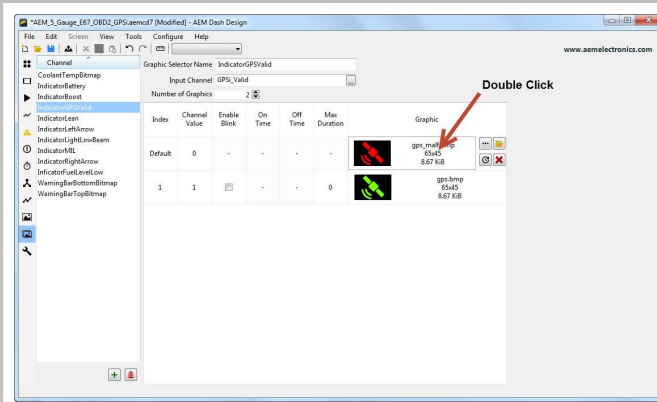 *AEM_5_Gauge_E67_OBD2_GPSi.aemcd7 [Modified] - AEM Dash Design
File Edit Screen View Tools Configure Help
www.aemelectronics.com
Channel
CoolantTempBitmap
IndicatorBattery
IndicatorBoost
IndicatorGPSValid
IndicatorLean
IndicatorLeftArrow
IndicatorLightLowBeam
IndicatorMIL
IndicatorRightArrow
InficatorFuelLevelLow
WarningBarBottomBitmap
WarningBarTopBitmap
Graphic Selector Name IndicatorGPSValid
Input Channel GPSi_Valid ...
Number of Graphics 2
Double Click
Index Channel Value Enable Blink On Time Off Time Max Duration Graphic
Default 0 - - - -
65x45
8.67 KiB
1 1 - - 0 gps.bmp
65x45
8.67 KiB